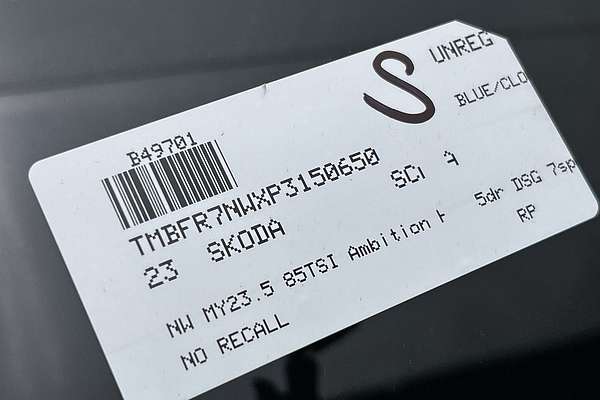 S UNREG
BLUE/CLO
B49701
TMBFR7NWXP3150650
23 SKODA
NW MY23.5 85TSI Ambition 5dr DSG 7sp
NO RECALL RP